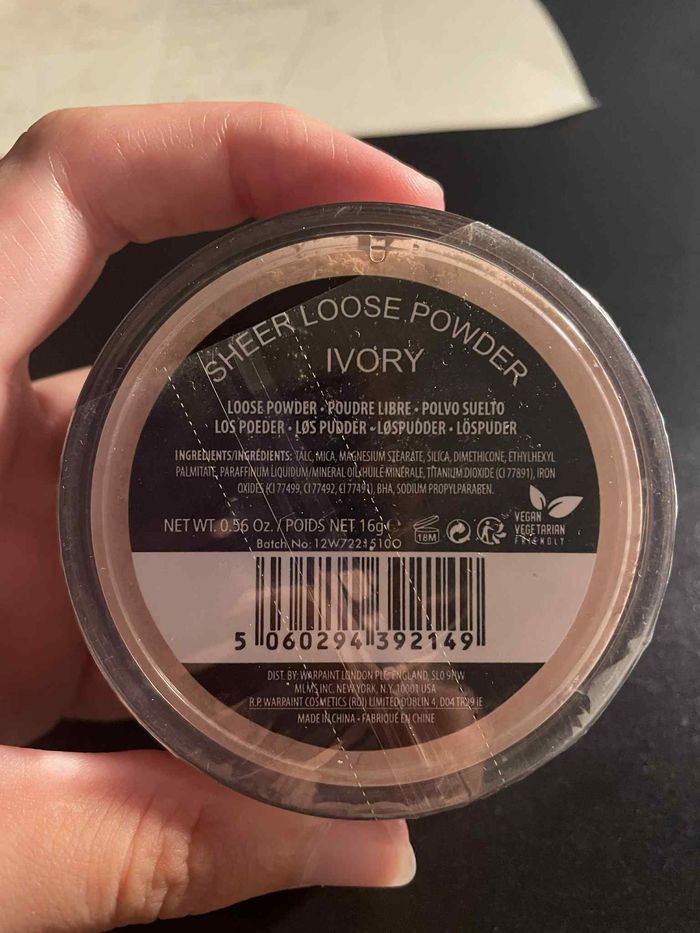 SHEER LOOSE POWDER
IVORY
LOOSE POWDER • POUDRE LIBRE • POLVO SUELTO
LOS POEDER • LØS PUDDER • LØSPUDDER • LÖSPUDER
INGREDIENTS/INGRÉDIENTS: TALC, MICA, MAGNESIUM STEARATE, SILICA, DIMETHICONE, ETHYLHEXYL
PALMITATE, PARAFFINUM LIQUIDUM/MINERAL OIL/HUILE MINÉRALE, TITANIUM DIOXIDE (CI 77891), IRON
OXIDES (CI 77499, CI 77492, CI 77491), BHA, SODIUM PROPYLPARABEN.
NET WT. 0.56 Oz. / POIDS NET 16g ℮
18M
VEGAN
VEGETARIAN
FRIENDLY
Batch No: 12W7221510O
5 060294 392149
DIST. BY: WARPAINT LONDON PLC ENGLAND, SL0 9NW
MLMS INC. NEW YORK, N.Y, 10001 USA
R.P. WARPAINT COSMETICS (ROI) LIMITED DUBLIN 4, D04 TR29 IE
MADE IN CHINA • FABRIQUÉ EN CHINE